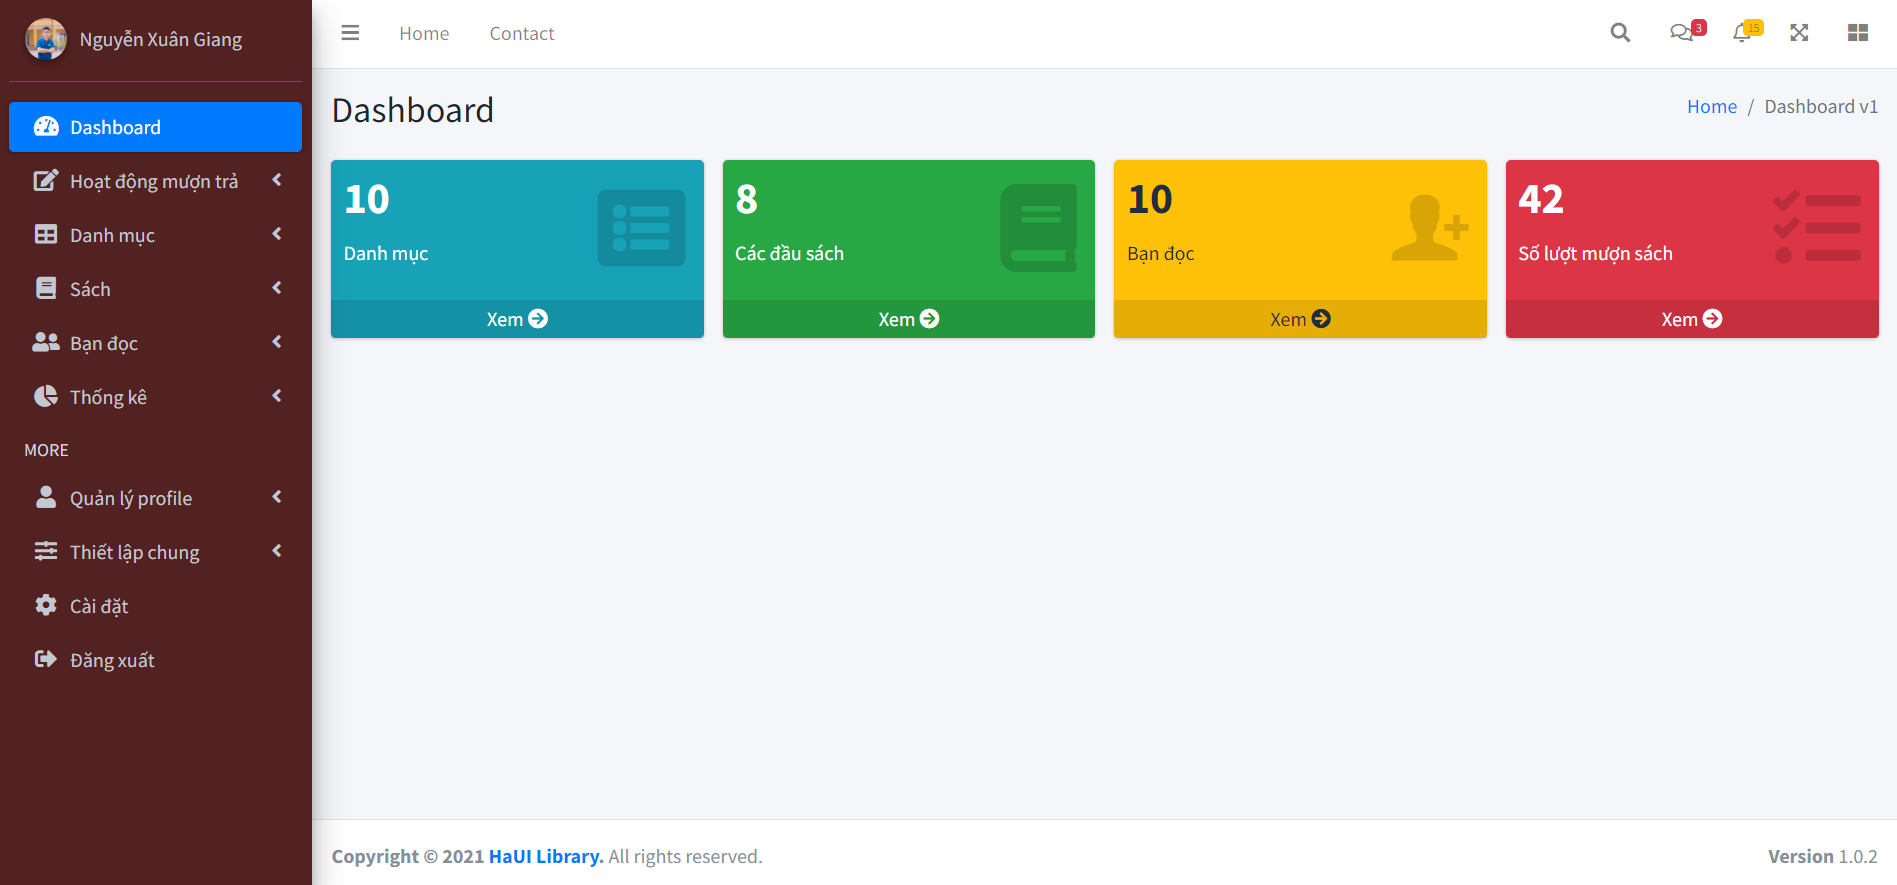 Nguyễn Xuân Giang
Dashboard
Hoạt động mượn trả
Danh mục
Sách
Bạn đọc
Thống kê
MORE
Quản lý profile
Thiết lập chung
Cài đặt
Đăng xuất
Home Contact
3
15
Dashboard
Home / Dashboard v1
10
Danh mục
Xem
8
Các đầu sách
Xem
10
Bạn đọc
Xem
42
Số lượt mượn sách
Xem
Copyright © 2021 HaUI Library. All rights reserved.
Version 1.0.2